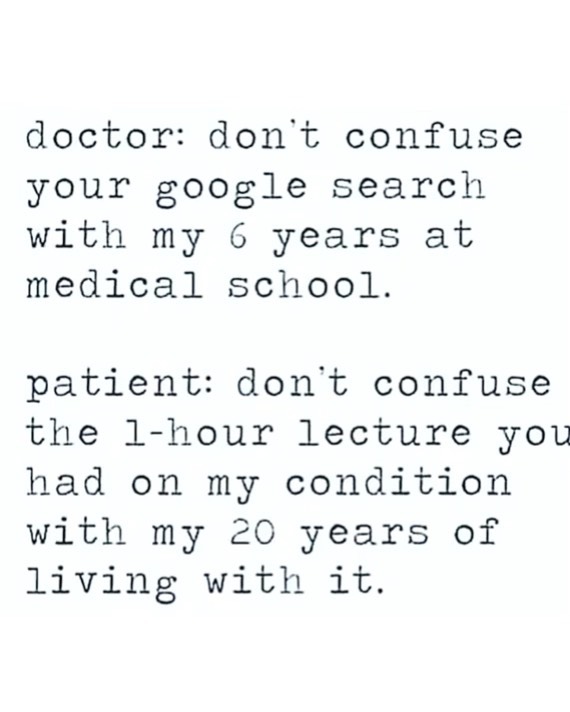 doctor: don't confuse
your google search
with my 6 years at
medical school.
patient: don't confuse
the 1-hour lecture you
had on my condition
with my 20 years of
living with it.